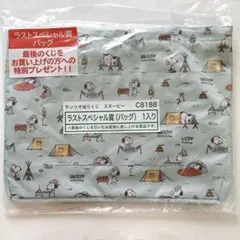 ラストスペシャル賞
バッグ
最後のくじを
お買い上げの方への
特別プレゼント!!
サンリオ当りくじ スヌーピー C8188
ラストスペシャル賞〔バッグ〕 1入り
SNOOPY
SNOOPY
SNOOPY